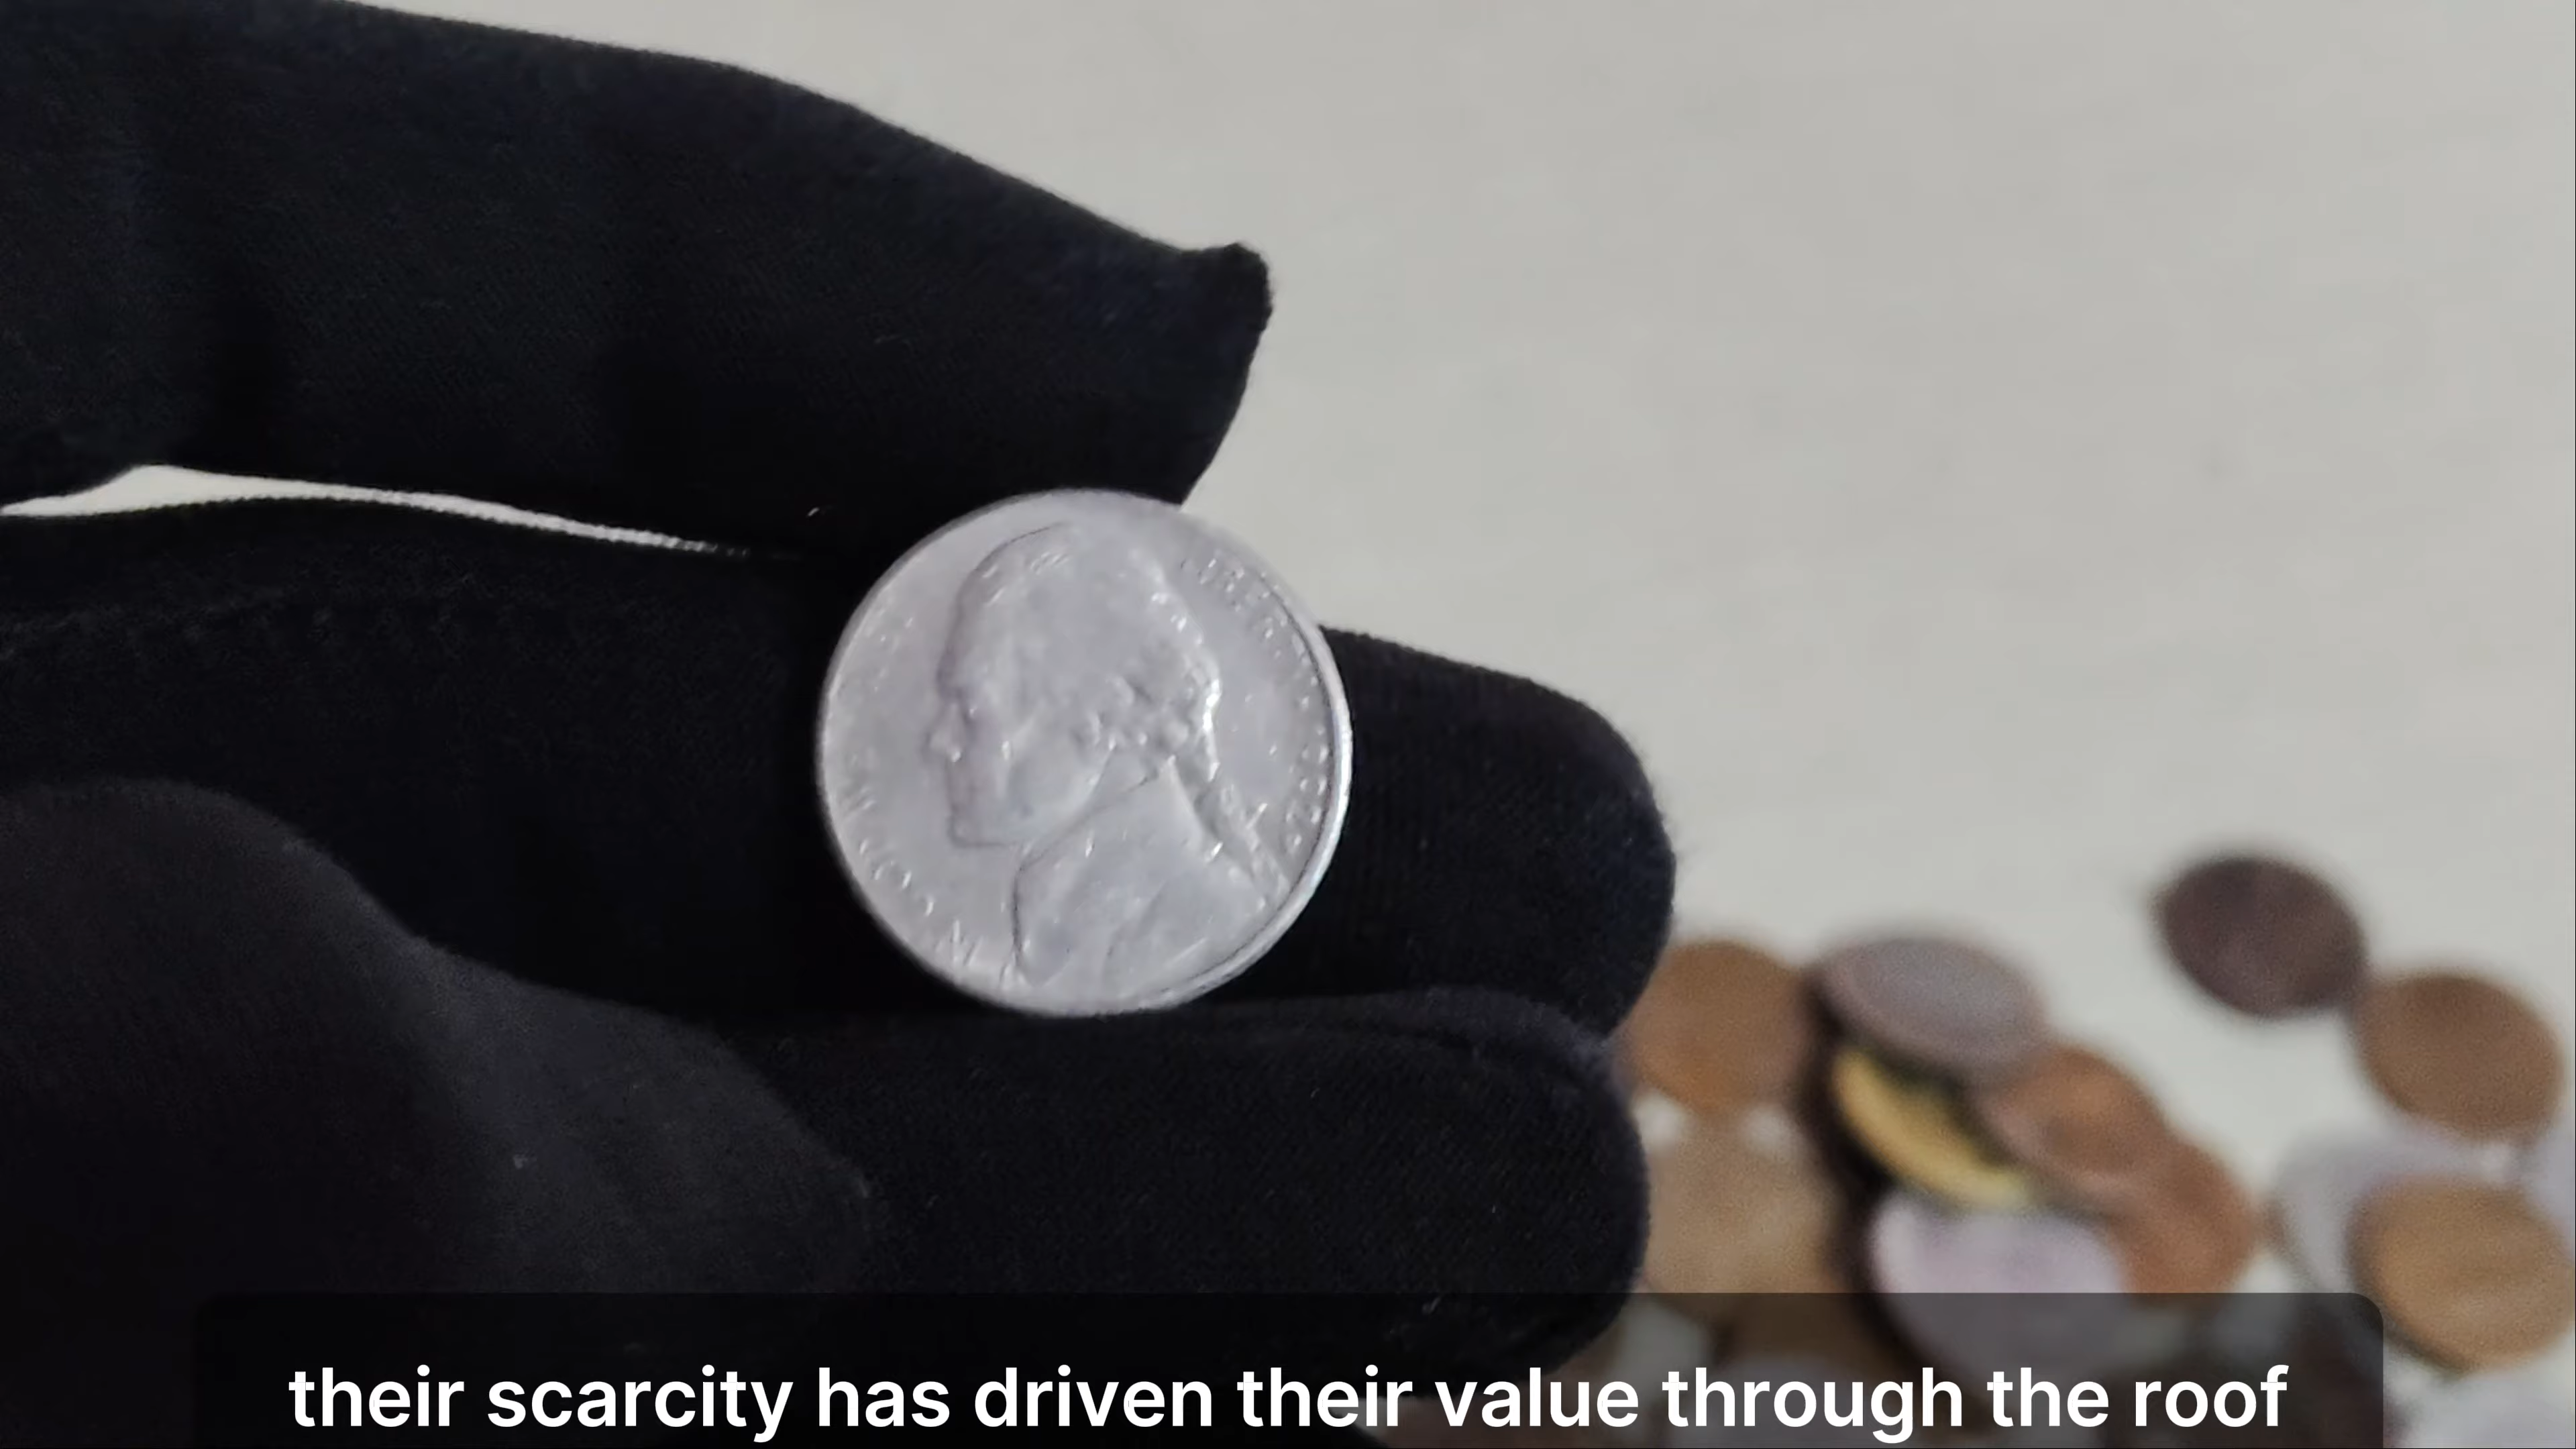 their scarcity has driven their value through the roof